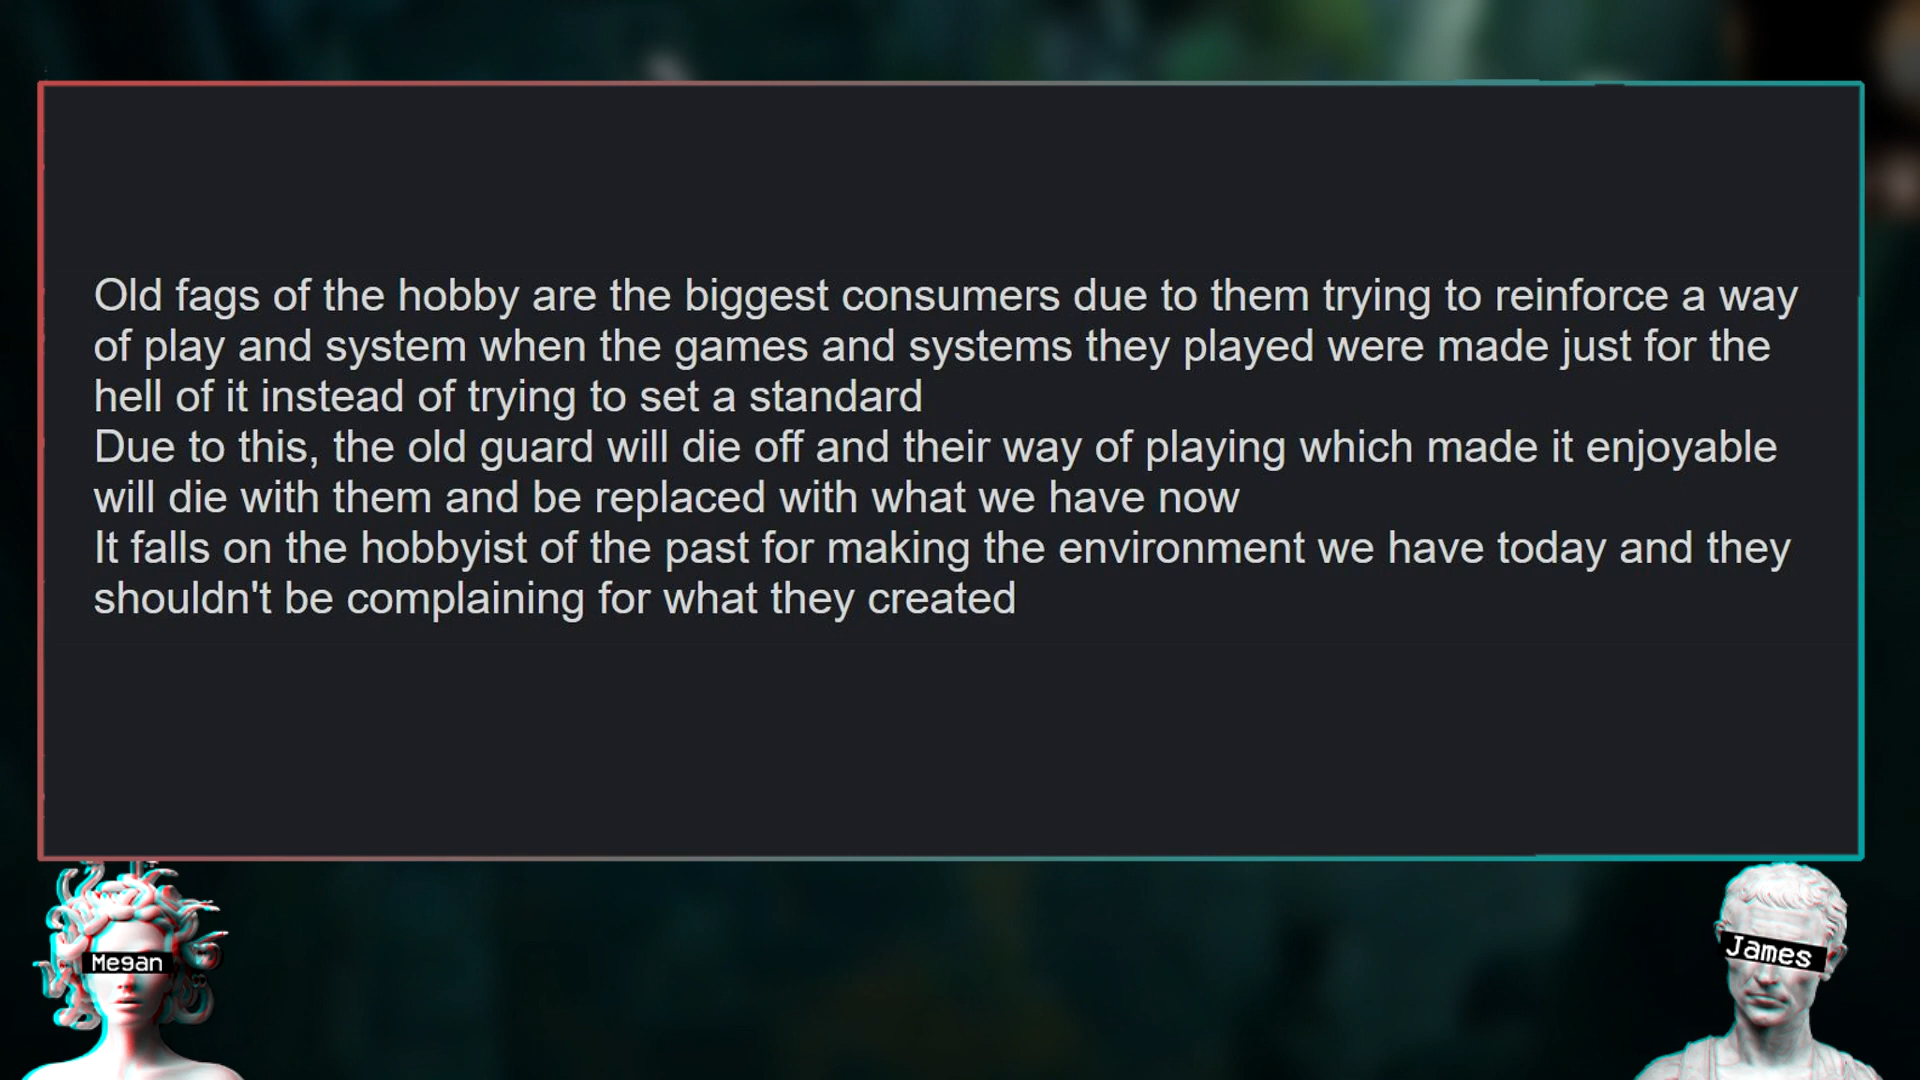 Old fags of the hobby are the biggest consumers due to them trying to reinforce a way
of play and system when the games and systems they played were made just for the
hell of it instead of trying to set a standard
Due to this, the old guard will die off and their way of playing which made it enjoyable
will die with them and be replaced with what we have now
It falls on the hobbyist of the past for making the environment we have today and they
shouldn't be complaining for what they created
Megan
James